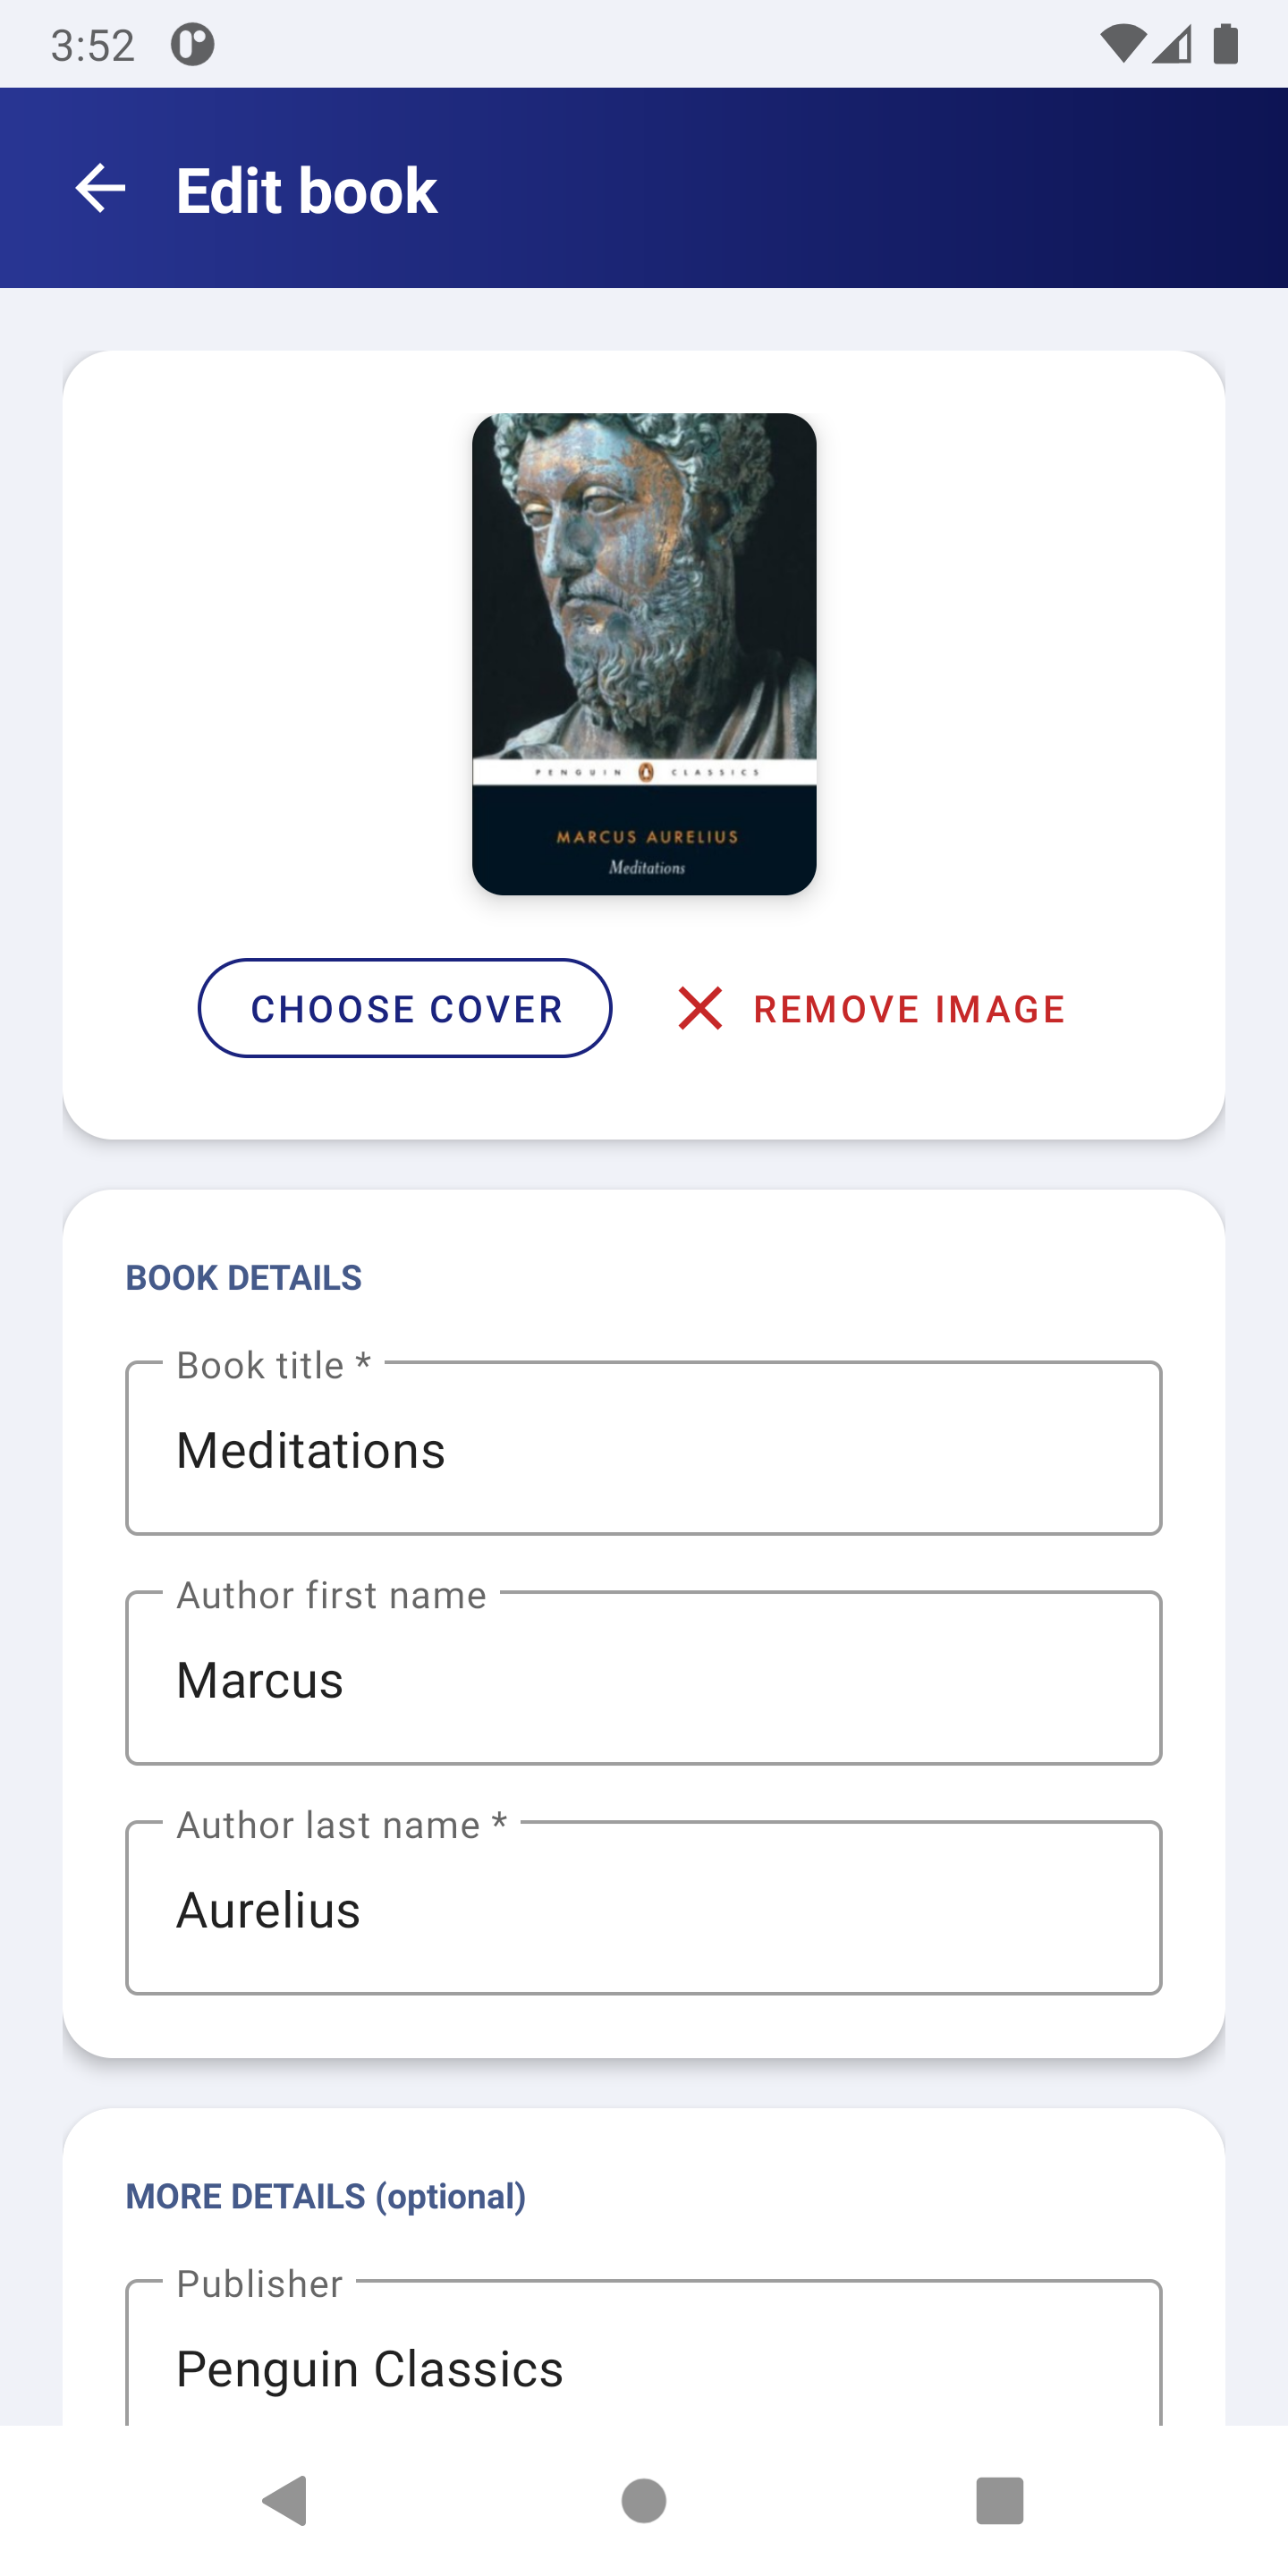 3:52
Edit book
PENGUIN CLASSICS
MARCUS AURELIUS
Meditations
CHOOSE COVER
REMOVE IMAGE
BOOK DETAILS
Book title *
Meditations
Author first name
Marcus
Author last name *
Aurelius
MORE DETAILS (optional)
Publisher
Penguin Classics